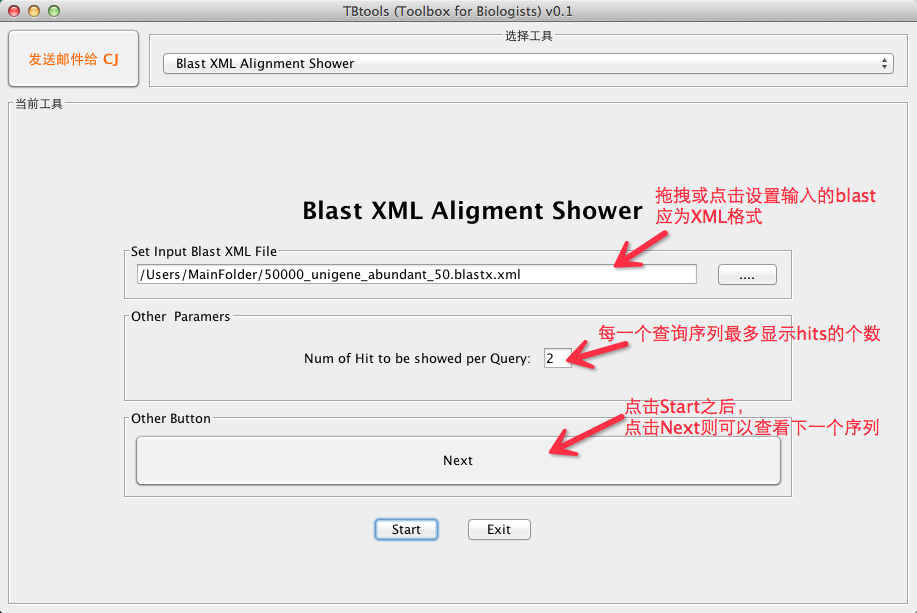 TBtools (Toolbox for Biologists) v0.1
发送邮件给 CJ
选择工具
Blast XML Alignment Shower
当前工具
Blast XML Aligment Shower
拖拽或点击设置输入的blast
应为XML格式
Set Input Blast XML File
/Users/MainFolder/50000_unigene_abundant_50.blastx.xml
....
Other Paramers
每一个查询序列最多显示hits的个数
Num of Hit to be showed per Query:
2
点击Start之后,
点击Next则可以查看下一个序列
Other Button
Next
Start
Exit